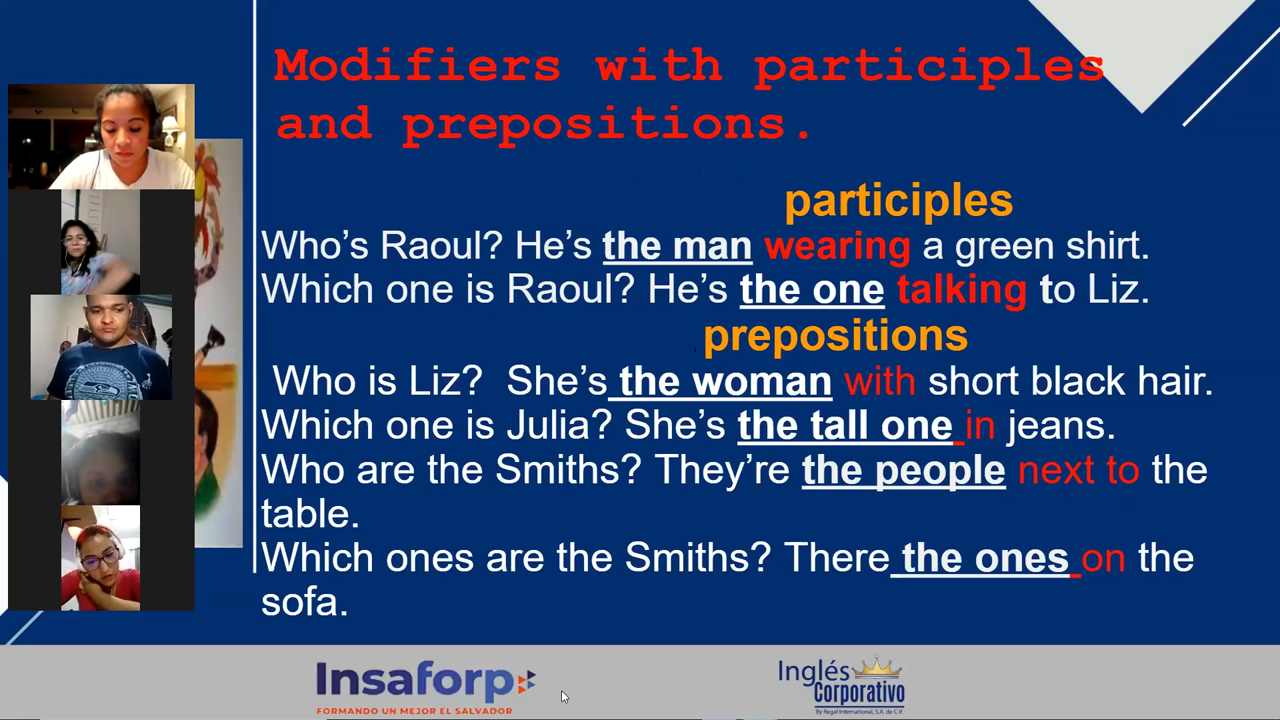 Modifiers with participles
and prepositions.
participles
Who's Raoul? He's the man wearing a green shirt.
Which one is Raoul? He's the one talking to Liz.
prepositions
Who is Liz? She's the woman with short black hair.
Which one is Julia? She's the tall one in jeans.
Who are the Smiths? They're the people next to the
table.
Which ones are the Smiths? There the ones on the
sofa.
Insaforp
FORMANDO UN MEJOR EL SALVADOR
Inglés
Corporativo
By Regal International, S.A. de C.V.